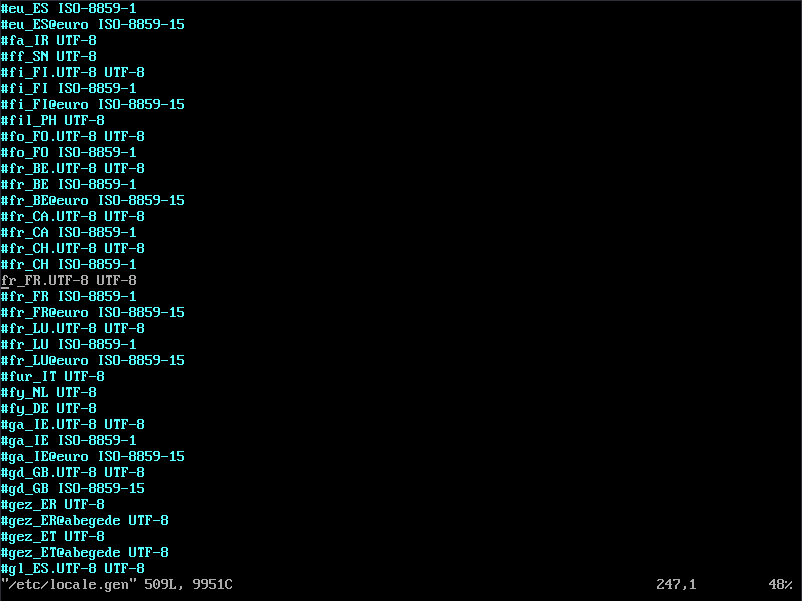 #eu_ES ISO-8859-1
#eu_ES@euro ISO-8859-15
#fa_IR UTF-8
#ff_SN UTF-8
#fi_FI.UTF-8 UTF-8
#fi_FI ISO-8859-1
#fi_FI@euro ISO-8859-15
#fil_PH UTF-8
#fo_FO.UTF-8 UTF-8
#fo_FO ISO-8859-1
#fr_BE.UTF-8 UTF-8
#fr_BE ISO-8859-1
#fr_BE@euro ISO-8859-15
#fr_CA.UTF-8 UTF-8
#fr_CA ISO-8859-1
#fr_CH.UTF-8 UTF-8
#fr_CH ISO-8859-1
fr_FR.UTF-8 UTF-8
#fr_FR ISO-8859-1
#fr_FR@euro ISO-8859-15
#fr_LU.UTF-8 UTF-8
#fr_LU ISO-8859-1
#fr_LU@euro ISO-8859-15
#fur_IT UTF-8
#fy_NL UTF-8
#fy_DE UTF-8
#ga_IE.UTF-8 UTF-8
#ga_IE ISO-8859-1
#ga_IE@euro ISO-8859-15
#gd_GB.UTF-8 UTF-8
#gd_GB ISO-8859-15
#gez_ER UTF-8
#gez_ER@abegede UTF-8
#gez_ET UTF-8
#gez_ET@abegede UTF-8
#gl_ES.UTF-8 UTF-8
"/etc/locale.gen" 509L, 9951C 247,1 48%